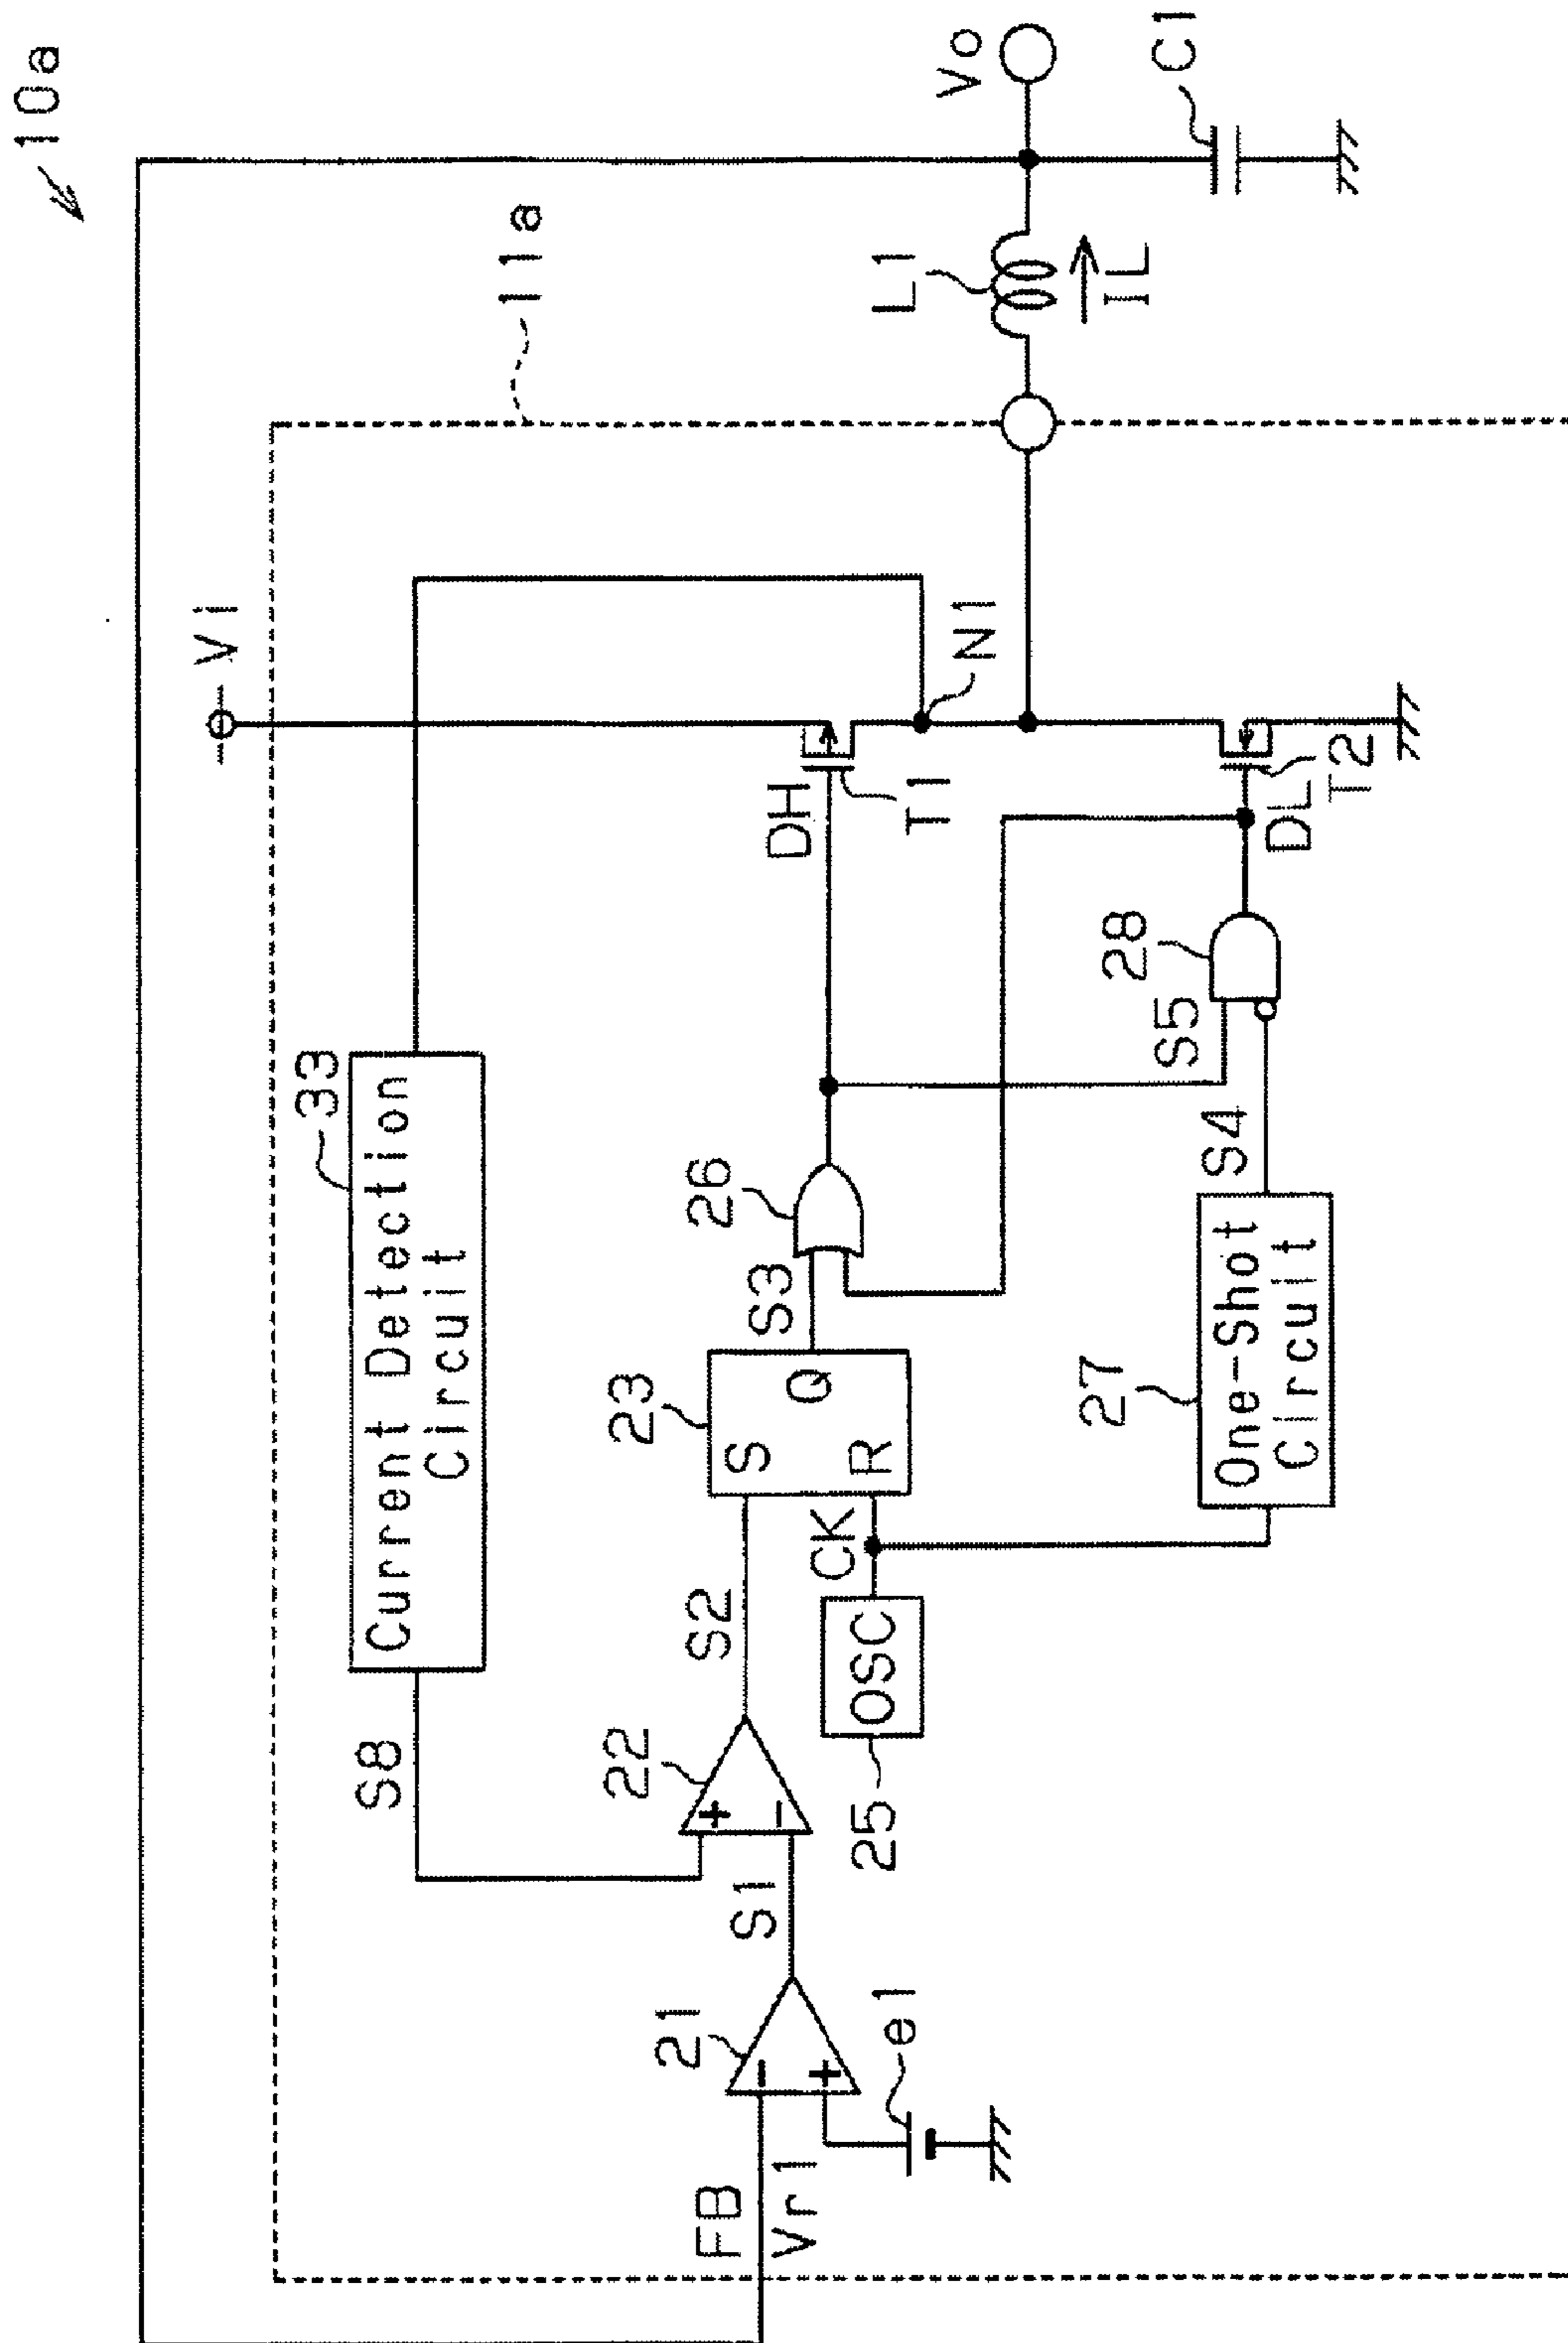 10a
11a
Vi
33
Current Detection
Circuit
S8
FB
Vr1
21
e1
S1
22
S2
25
OSC
CK
23
S
R
Q
S3
26
DH
T1
N1
L1
IL
Vo
C1
27
One-Shot
Circuit
S4
S5
28
DL
T2